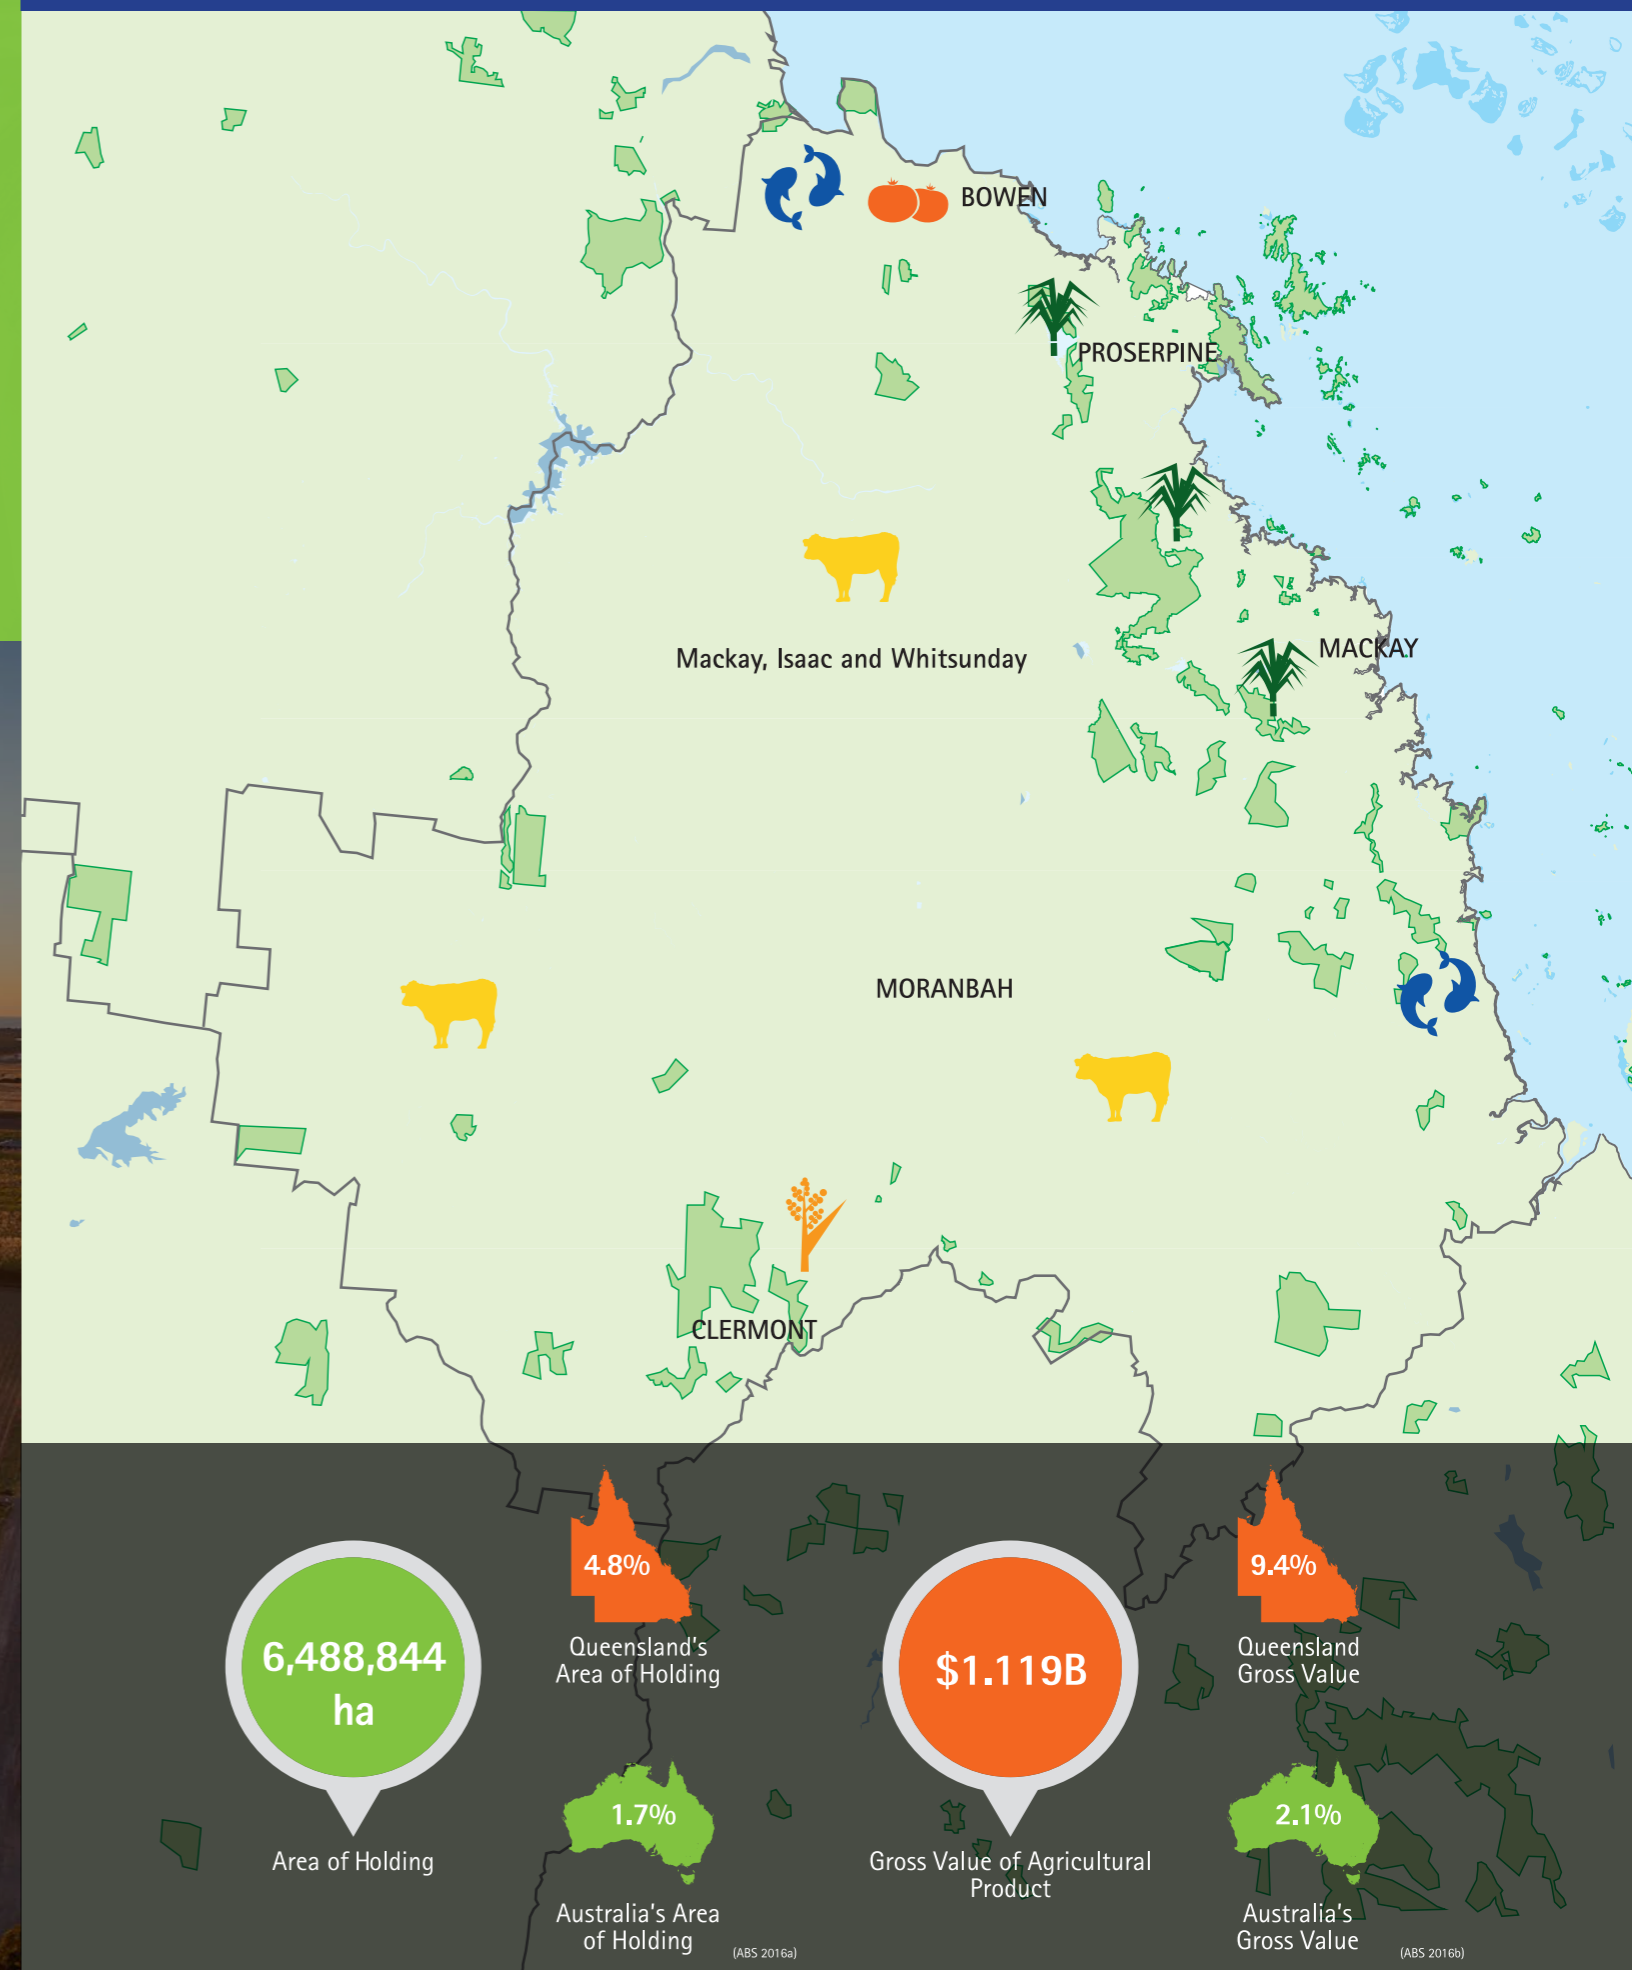 BOWEN
PROSERPINE
MACKAY
Mackay, Isaac and Whitsunday
MORANBAH
CLERMONT
6,488,844
ha
Area of Holding
4.8%
Queensland's
Area of Holding
1.7%
Australia's Area
of Holding
(ABS 2016a)
$1.119B
Gross Value of Agricultural
Product
9.4%
Queensland
Gross Value
2.1%
Australia's
Gross Value
(ABS 2016b)